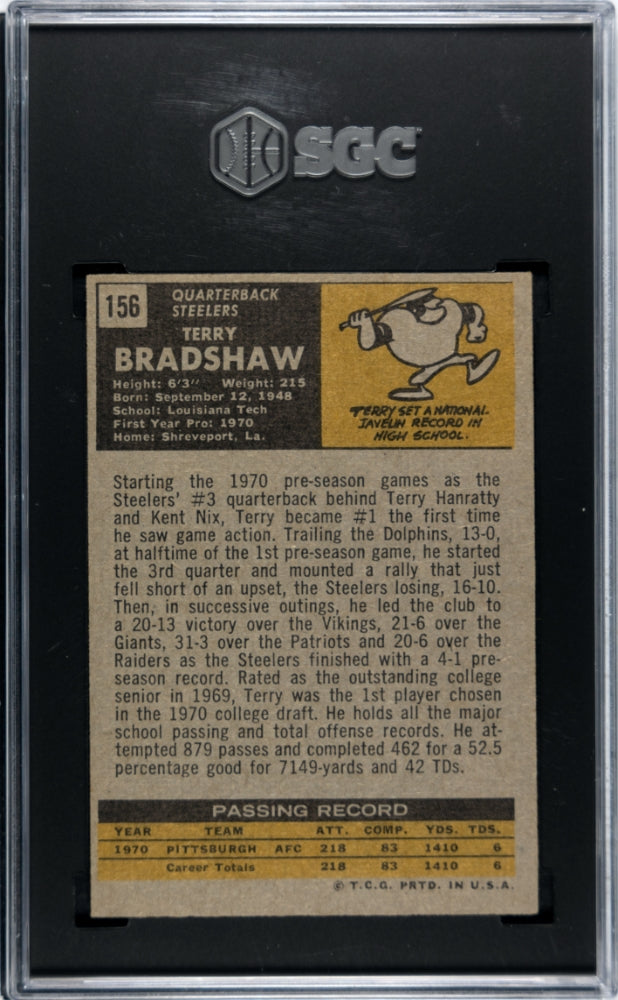 SGC
156
QUARTERBACK
STEELERS
TERRY
BRADSHAW
Height: 6'3" Weight: 215
Born: September 12, 1948
School: Louisiana Tech
First Year Pro: 1970
Home: Shreveport, La.
TERRY SET A NATIONAL
JAVELIN RECORD IN
HIGH SCHOOL.
Starting the 1970 pre-season games as the
Steelers' #3 quarterback behind Terry Hanratty
and Kent Nix, Terry became #1 the first time
he saw game action. Trailing the Dolphins, 13-0,
at halftime of the 1st pre-season game, he started
the 3rd quarter and mounted a rally that just
fell short of an upset, the Steelers losing, 16-10.
Then, in successive outings, he led the club to
a 20-13 victory over the Vikings, 21-6 over the
Giants, 31-3 over the Patriots and 20-6 over the
Raiders as the Steelers finished with a 4-1 pre-
season record. Rated as the outstanding college
senior in 1969, Terry was the 1st player chosen
in the 1970 college draft. He holds all the major
school passing and total offense records. He at-
tempted 879 passes and completed 462 for a 52.5
percentage good for 7149-yards and 42 TDs.
PASSING RECORD
YEAR TEAM ATT. COMP. YDS. TDS.
1970 PITTSBURGH AFC 218 83 1410 6
Career Totals 218 83 1410 6
© T.C.G. PRTD. IN U.S.A.